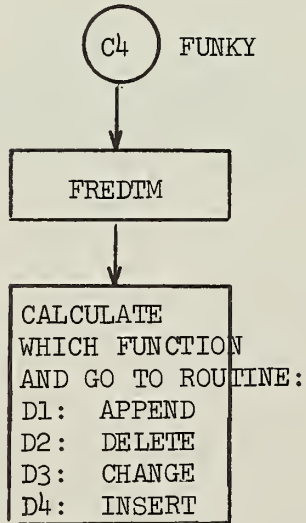 C4 FUNKY
FREDTM
CALCULATE
WHICH FUNCTION
AND GO TO ROUTINE:
D1: APPEND
D2: DELETE
D3: CHANGE
D4: INSERT